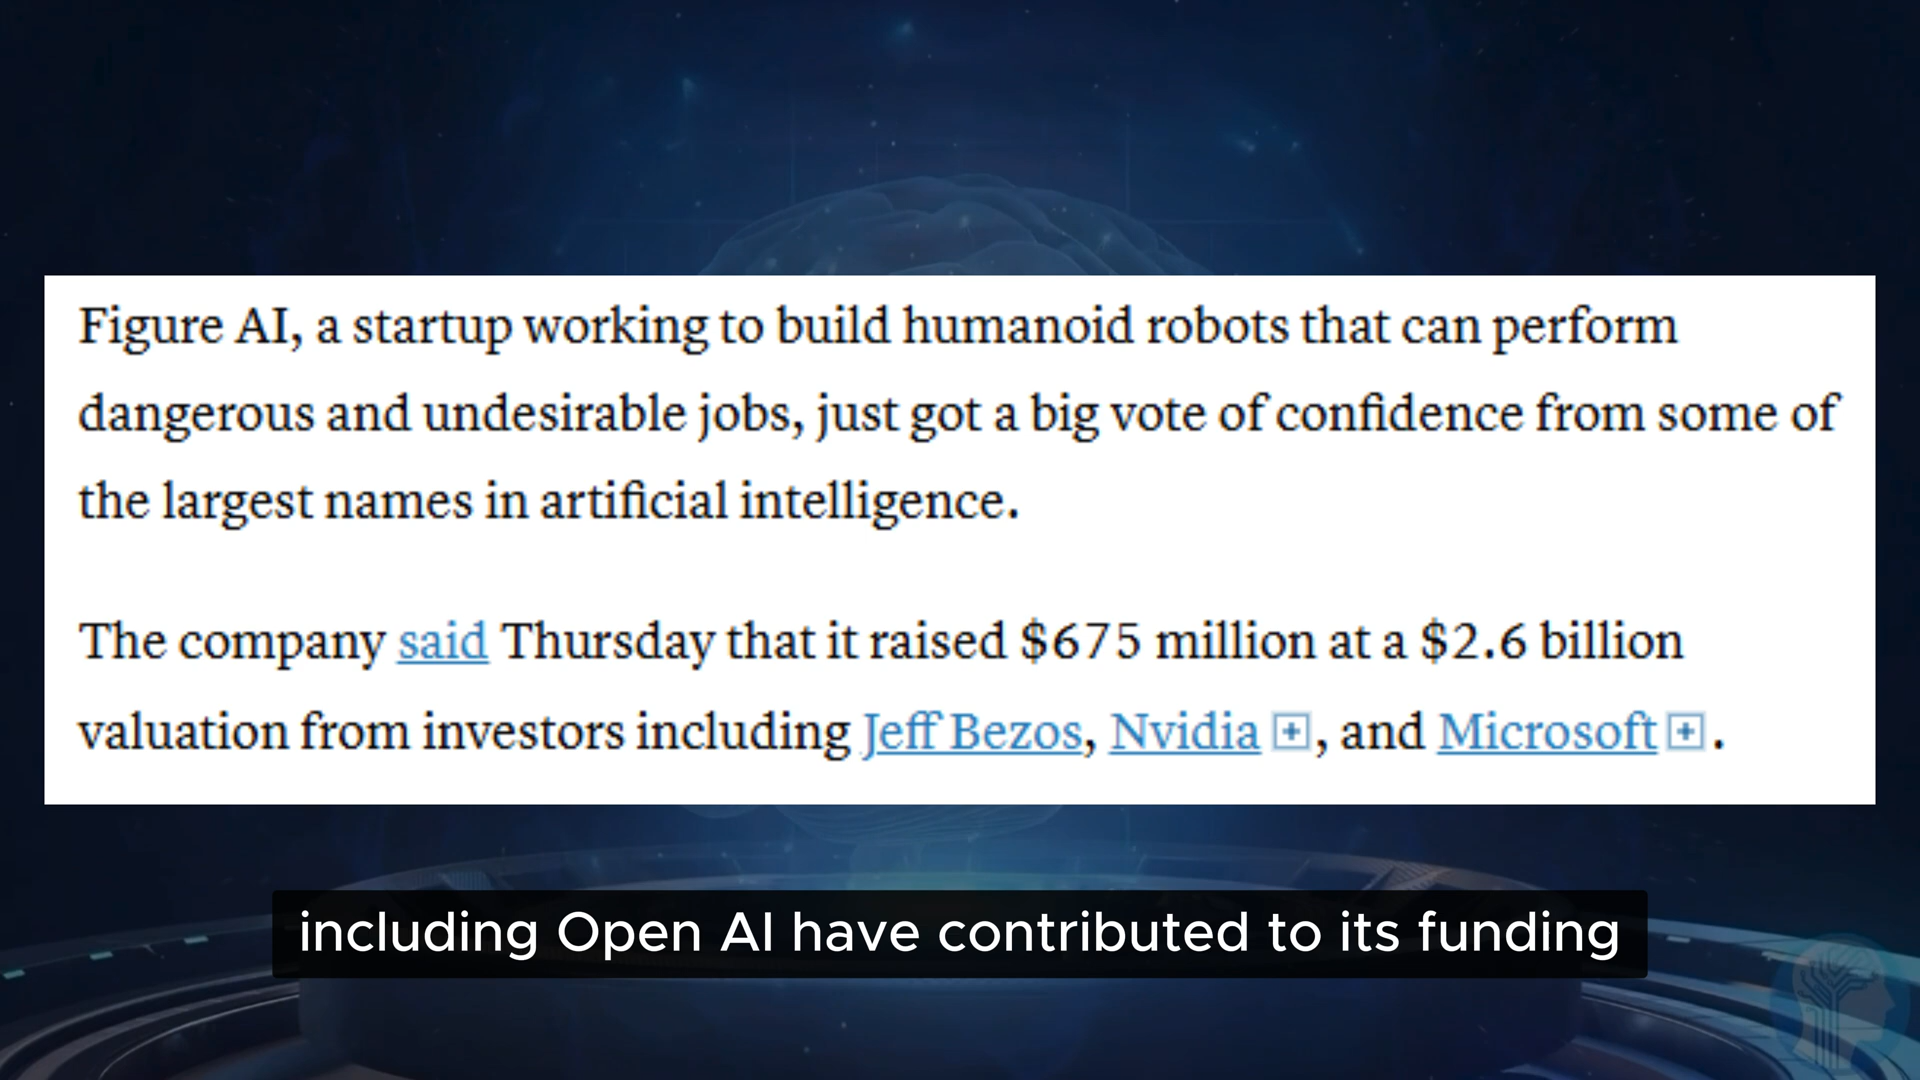 Figure AI, a startup working to build humanoid robots that can perform
dangerous and undesirable jobs, just got a big vote of confidence from some of
the largest names in artificial intelligence.
The company said Thursday that it raised $675 million at a $2.6 billion
valuation from investors including Jeff Bezos, Nvidia +, and Microsoft + .
including Open AI have contributed to its funding